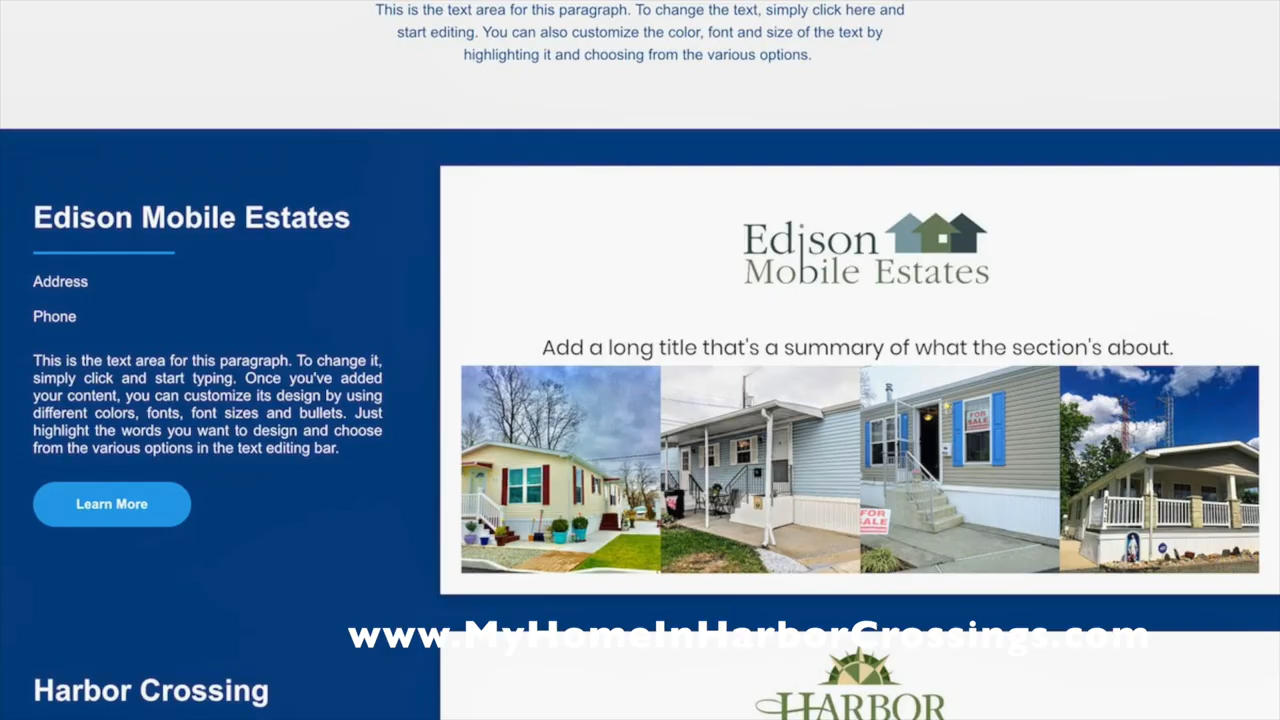 This is the text area for this paragraph. To change the text, simply click here and
start editing. You can also customize the color, font and size of the text by
highlighting it and choosing from the various options.
Edison Mobile Estates
Address
Phone
This is the text area for this paragraph. To change it,
simply click and start typing. Once you've added
your content, you can customize its design by using
different colors, fonts, font sizes and bullets. Just
highlight the words you want to design and choose
from the various options in the text editing bar.
Learn More
Edison
Mobile Estates
Add a long title that's a summary of what the section's about.
FOR
SALE
FOR
SALE
www.MyHomeInHarborCrossings.com
Harbor Crossing
HARBOR